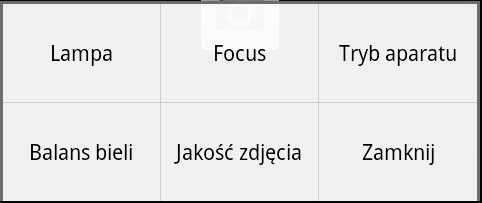 Lampa
Focus
Tryb aparatu
Balans bieli
Jakość zdjęcia
Zamknij